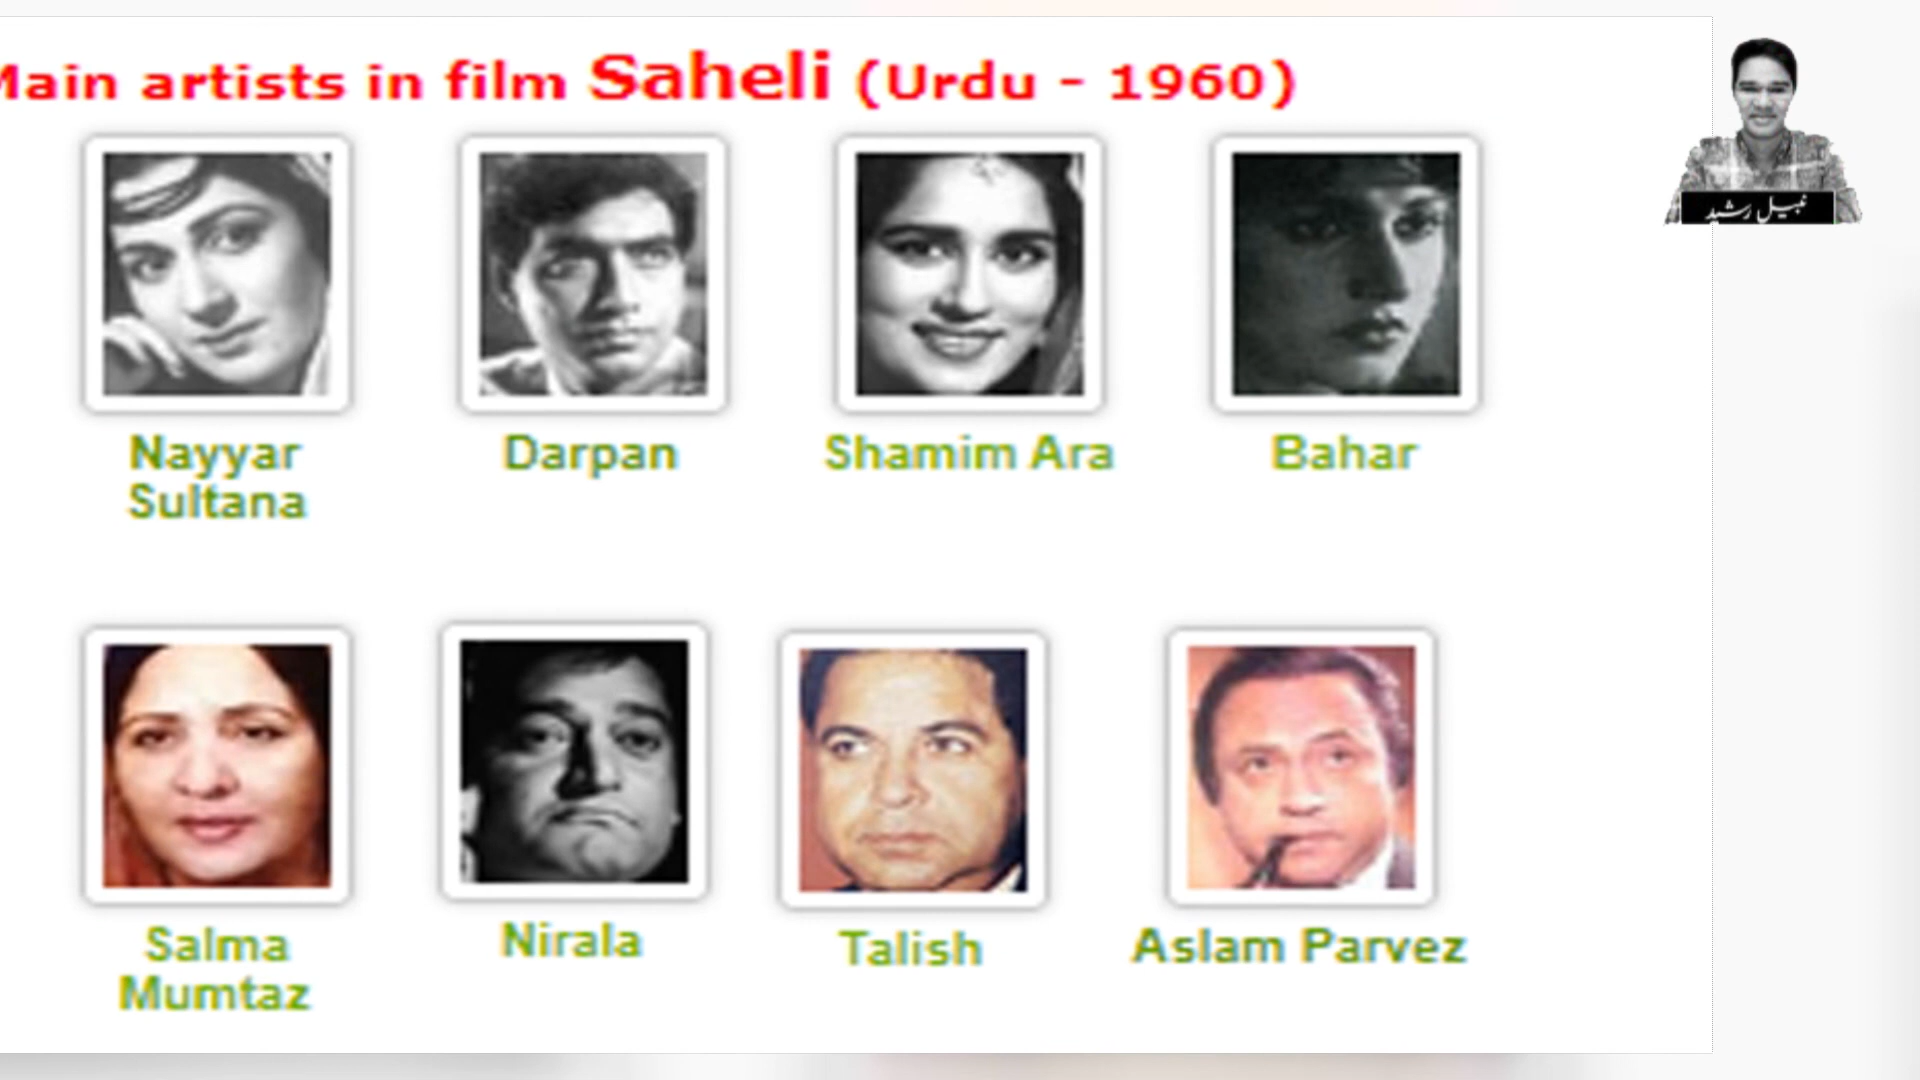 Main artists in film Saheli (Urdu - 1960)
نبیل رشید
Nayyar
Sultana
Darpan
Shamim Ara
Bahar
Salma
Mumtaz
Nirala
Talish
Aslam Parvez